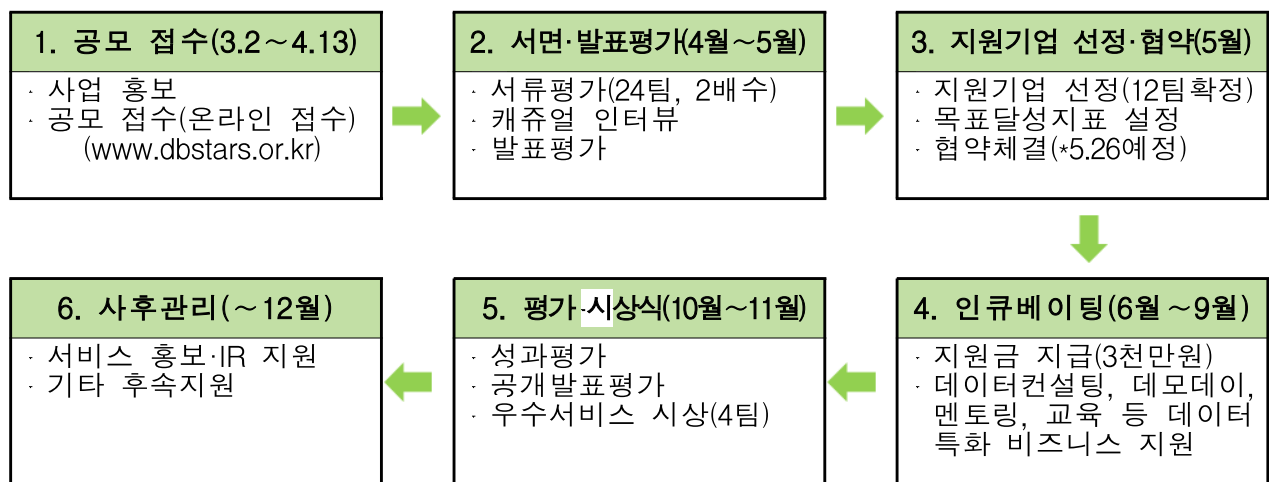 1. 공모 접수(3.2~4.13)
· 사업 홍보
· 공모 접수(온라인 접수)
(www.dbstars.or.kr)
2. 서면·발표평가(4월~5월)
· 서류평가(24팀, 2배수)
· 캐쥬얼 인터뷰
· 발표평가
3. 지원기업 선정·협약(5월)
· 지원기업 선정(12팀확정)
· 목표달성지표 설정
· 협약체결(*5.26예정)
6. 사후관리(~12월)
· 서비스 홍보·IR 지원
· 기타 후속지원
5. 평가·시상식(10월~11월)
· 성과평가
· 공개발표평가
· 우수서비스 시상(4팀)
4. 인큐베이팅(6월~9월)
· 지원금 지급(3천만원)
· 데이터컨설팅, 데모데이,
멘토링, 교육 등 데이터
특화 비즈니스 지원